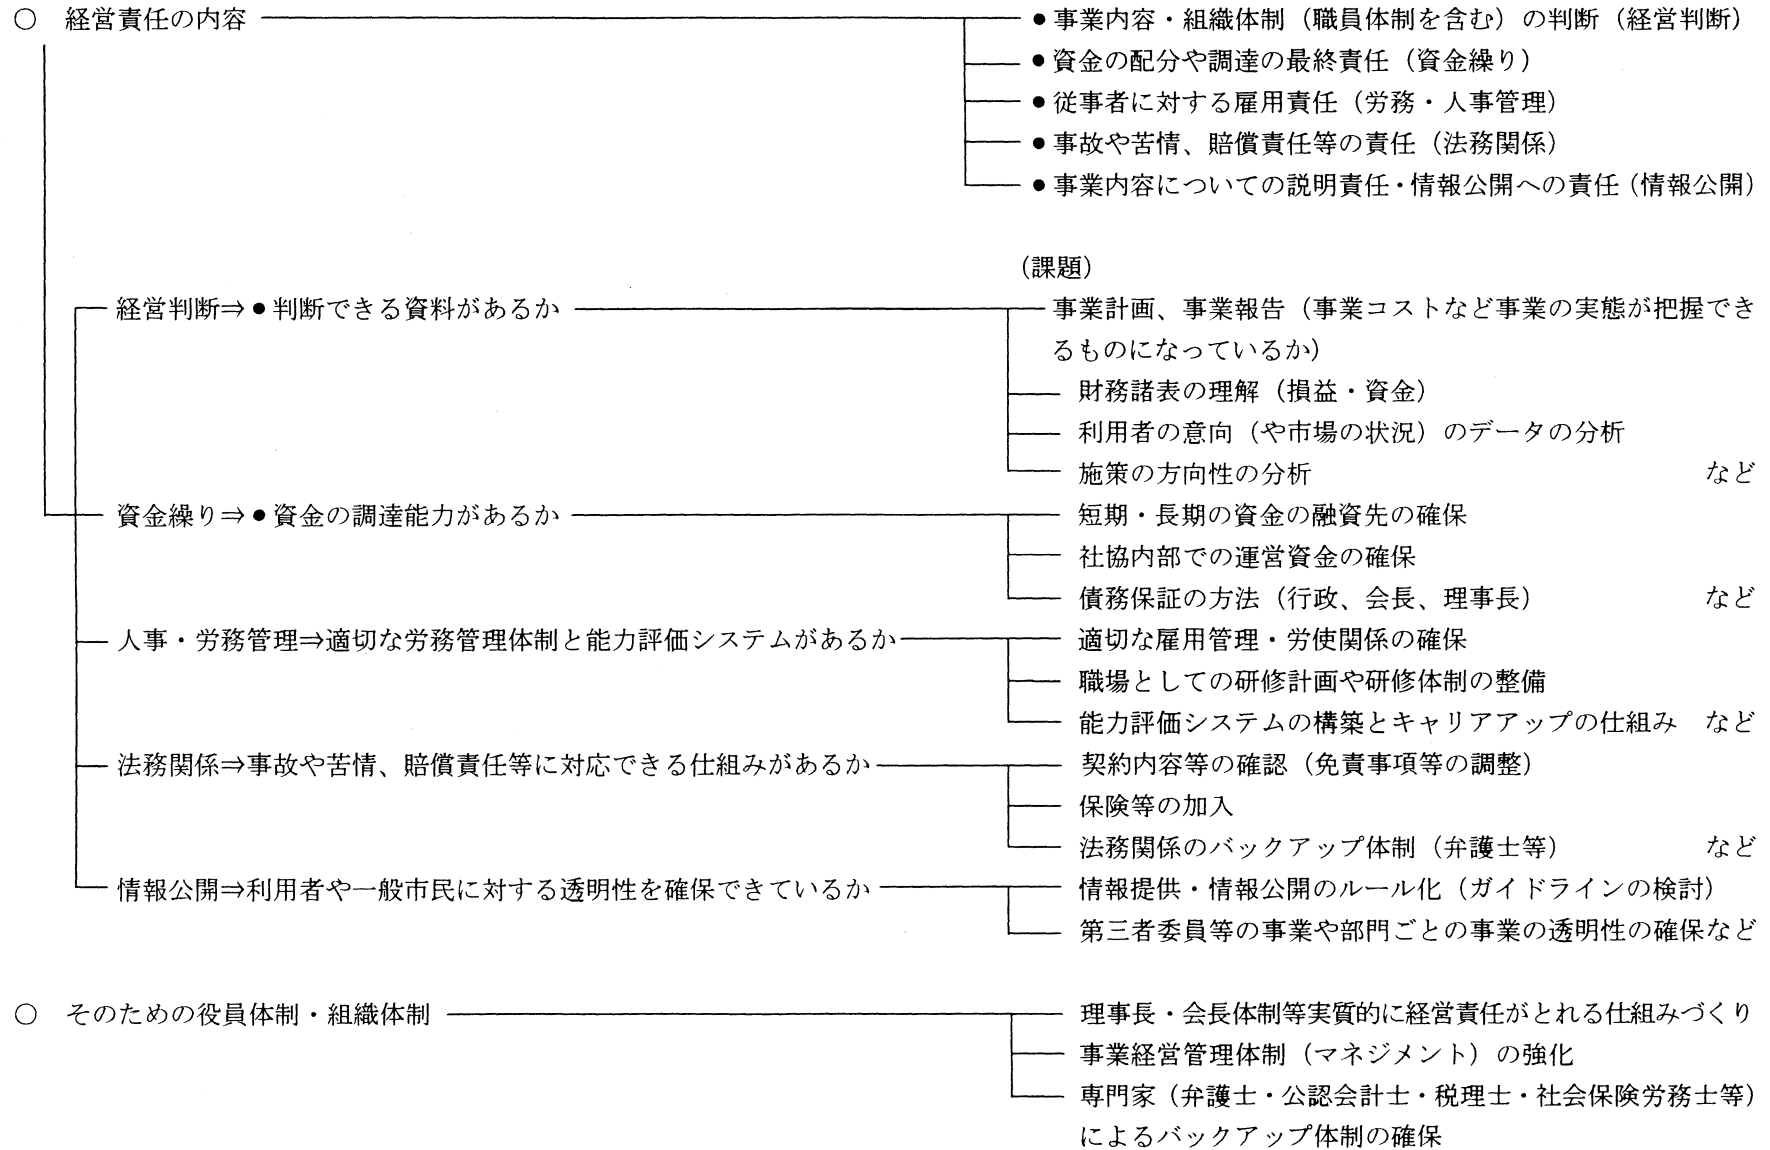 ○ 経営責任の内容
●事業内容・組織体制（職員体制を含む）の判断（経営判断）
●資金の配分や調達の最終責任（資金繰り）
●従事者に対する雇用責任（労務・人事管理）
●事故や苦情、賠償責任等の責任（法務関係）
●事業内容についての説明責任・情報公開への責任（情報公開）
（課題）
経営判断⇒●判断できる資料があるか
事業計画、事業報告（事業コストなど事業の実態が把握でき
るものになっているか）
財務諸表の理解（損益・資金）
利用者の意向（や市場の状況）のデータの分析
施策の方向性の分析 など
資金繰り⇒●資金の調達能力があるか
短期・長期の資金の融資先の確保
社協内部での運営資金の確保
債務保証の方法（行政、会長、理事長） など
人事・労務管理⇒適切な労務管理体制と能力評価システムがあるか
適切な雇用管理・労使関係の確保
職場としての研修計画や研修体制の整備
能力評価システムの構築とキャリアアップの仕組み など
法務関係⇒事故や苦情、賠償責任等に対応できる仕組みがあるか
契約内容等の確認（免責事項等の調整）
保険等の加入
法務関係のバックアップ体制（弁護士等） など
情報公開⇒利用者や一般市民に対する透明性を確保できているか
情報提供・情報公開のルール化（ガイドラインの検討）
第三者委員等の事業や部門ごとの事業の透明性の確保など
○ そのための役員体制・組織体制
理事長・会長体制等実質的に経営責任がとれる仕組みづくり
事業経営管理体制（マネジメント）の強化
専門家（弁護士・公認会計士・税理士・社会保険労務士等）
によるバックアップ体制の確保